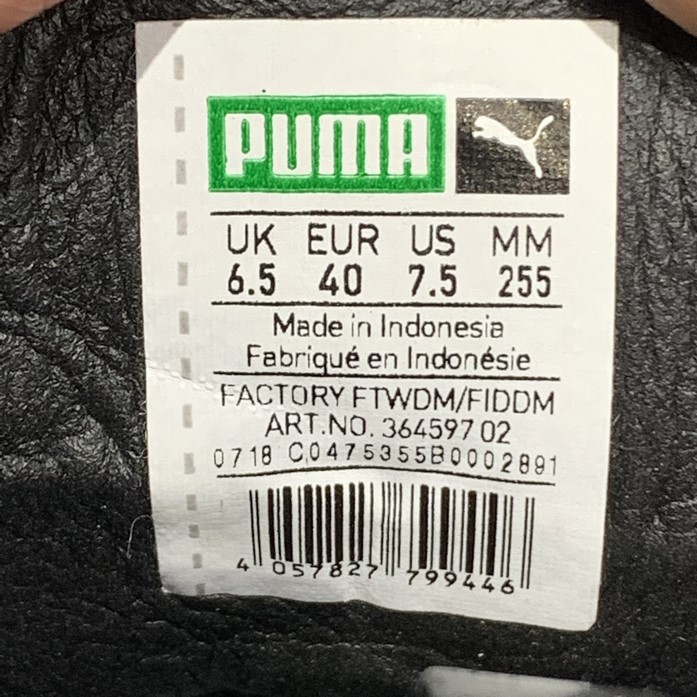 PUMA
UK EUR US MM
6.5 40 7.5 255
Made in Indonesia
Fabriqué en Indonésie
FACTORY FTWDM/FIDDM
ART.NO. 364597 02
0718 C0475355B0002891
4 057827 799446